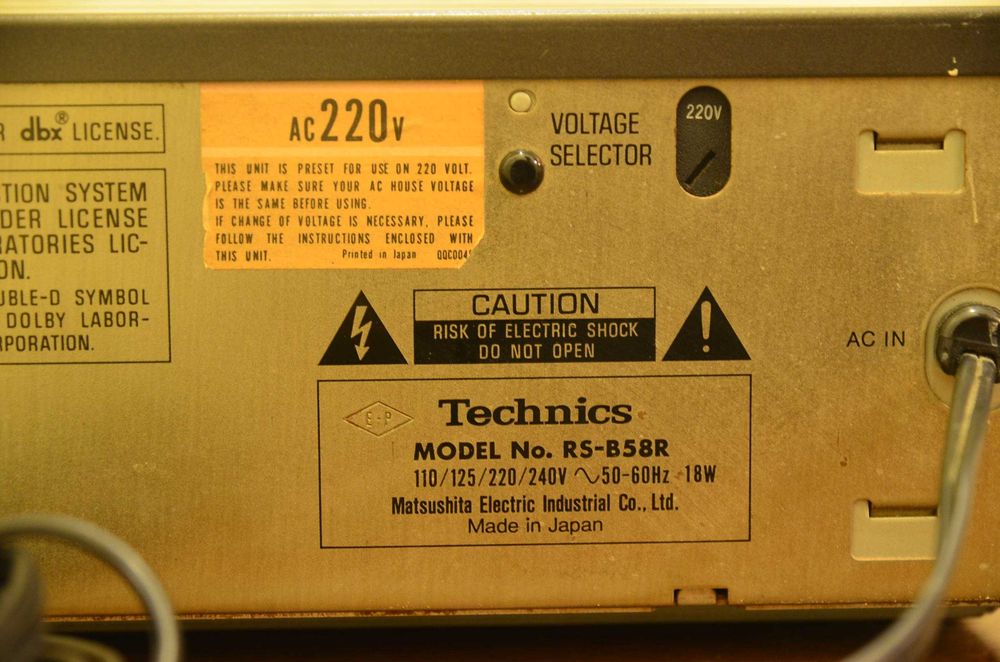 R dbx® LICENSE.
TION SYSTEM
DER LICENSE
RATORIES LIC-
ON.
UBLE-D SYMBOL
DOLBY LABOR-
RPORATION.
AC 220V
THIS UNIT IS PRESET FOR USE ON 220 VOLT.
PLEASE MAKE SURE YOUR AC HOUSE VOLTAGE
IS THE SAME BEFORE USING.
IF CHANGE OF VOLTAGE IS NECESSARY, PLEASE
FOLLOW THE INSTRUCTIONS ENCLOSED WITH
THIS UNIT. Printed in Japan QQC004
VOLTAGE
SELECTOR
220V
CAUTION
RISK OF ELECTRIC SHOCK
DO NOT OPEN
AC IN
E-P
Technics
MODEL No. RS-B58R
110/125/220/240V ∿50-60Hz 18W
Matsushita Electric Industrial Co., Ltd.
Made in Japan